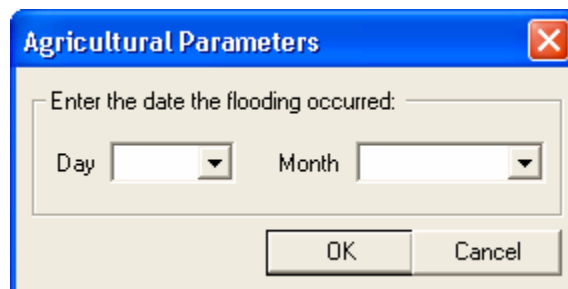 Agricultural Parameters
Enter the date the flooding occurred:
Day Month
OK Cancel